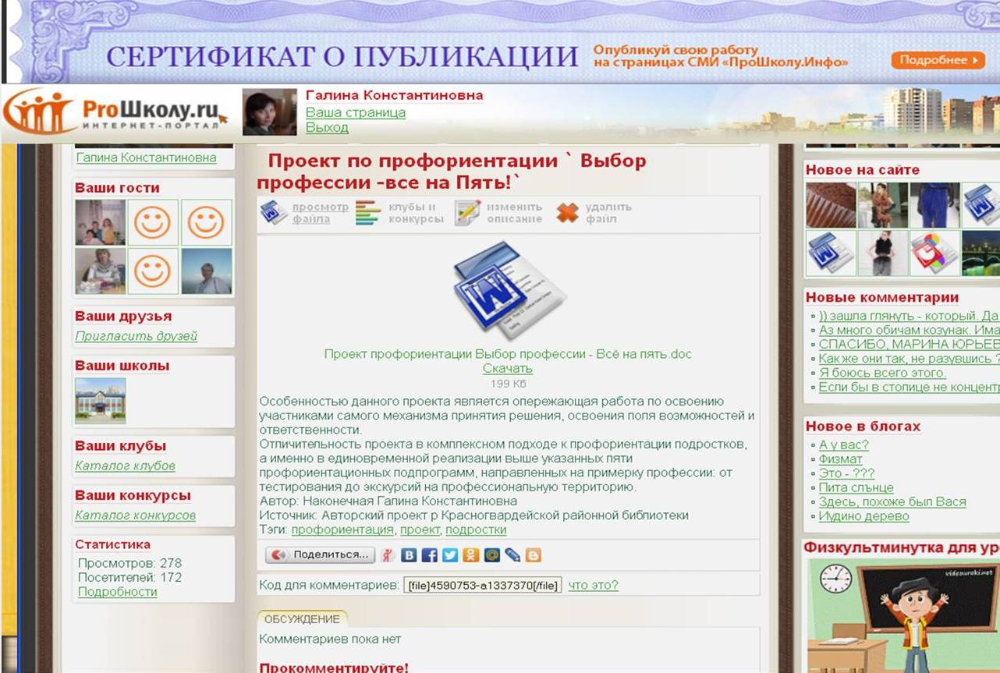 СЕРТИФИКАТ О ПУБЛИКАЦИИ
Опубликуй свою работу
на страницах СМИ «ПроШколу.Инфо»
Подробнее
ProШколу.ru
ИНТЕРНЕТ-ПОРТАЛ
Галина Константиновна
Ваша страница
Выход
Галина Константиновна
Ваши гости
Ваши друзья
Пригласить друзей
Ваши школы
Ваши клубы
Каталог клубов
Ваши конкурсы
Каталог конкурсов
Статистика
Просмотров: 278
Посетителей: 172
Подробности
Проект по профориентации ` Выбор
профессии -все на Пять!`
просмотр
файла
клубы и
конкурсы
изменить
описание
удалить
файл
Проект профориентации Выбор профессии - Всё на пять.doc
Скачать
199 Кб
Особенностью данного проекта является опережающая работа по освоению
участниками самого механизма принятия решения, освоения поля возможностей и
ответственности.
Отличительность проекта в комплексном подходе к профориентации подростков,
а именно в единовременной реализации выше указанных пяти
профориентационных подпрограмм, направленных на примерку профессии: от
тестирования до экскурсий на профессиональную территорию.
Автор: Наконечная Галина Константиновна
Источник: Авторский проект р Красногвардейской районной библиотеки
Тэги: профориентация, проект, подростки
Поделиться...
Код для комментариев: [file]4590753-a1337370[/file] что это?
ОБСУЖДЕНИЕ
Комментариев пока нет
Прокомментируйте!
Новое на сайте
Новые комментарии
)) зашла глянуть - который. Да
Аз много обичам козунак. Има
СПАСИБО, МАРИНА ЮРЬЕВ
Как же они так, не разувшись ?
Я боюсь всего этого.
Если бы в столице не концент
Новое в блогах
А у вас?
Физмат
Это - ???
Пита слънце
Здесь, похоже был Вася
Иудино дерево
Физкультминутка для ур
videouroki.net